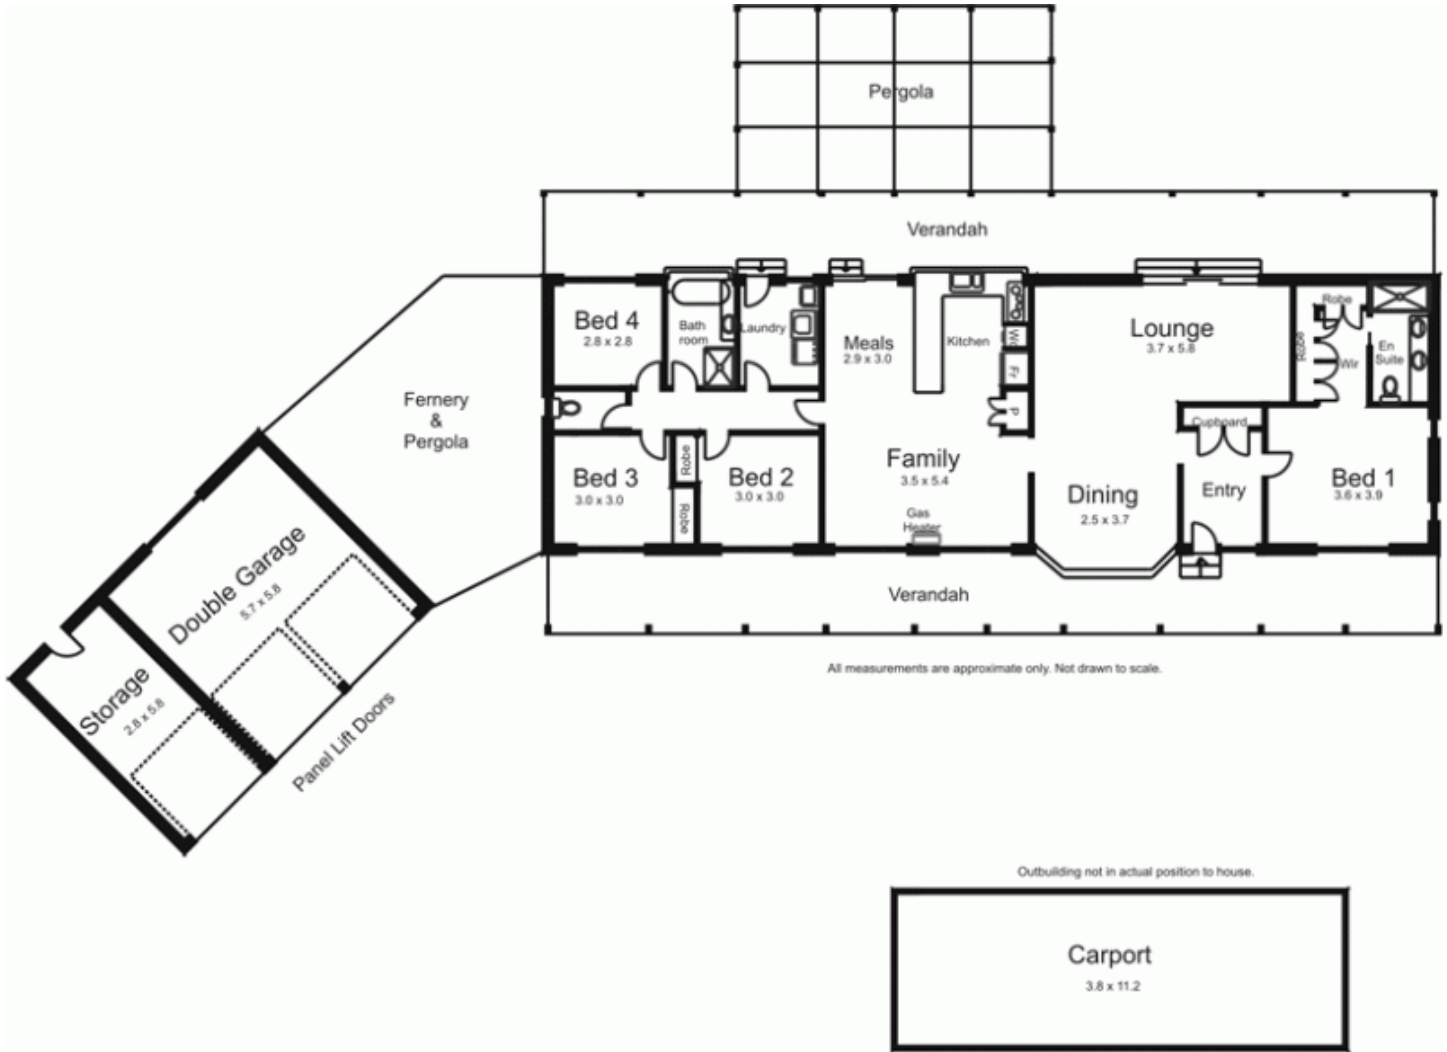 Pergola
Verandah
Bed 4
2.8 x 2.8
Bath
room
Laundry
Meals
2.9 x 3.0
Kitchen
Wo
Fr
P
Lounge
3.7 x 5.8
Robe
Robe
Wir
En
Suite
Fernery
&
Pergola
Cupboard
Bed 3
3.0 x 3.0
Robe
Robe
Bed 2
3.0 x 3.0
Family
3.5 x 5.4
Gas
Heater
Dining
2.5 x 3.7
Entry
Bed 1
3.6 x 3.9
Double Garage
5.7 x 5.8
Storage
2.8 x 5.8
Panel Lift Doors
Verandah
All measurements are approximate only. Not drawn to scale.
Outbuilding not in actual position to house.
Carport
3.8 x 11.2